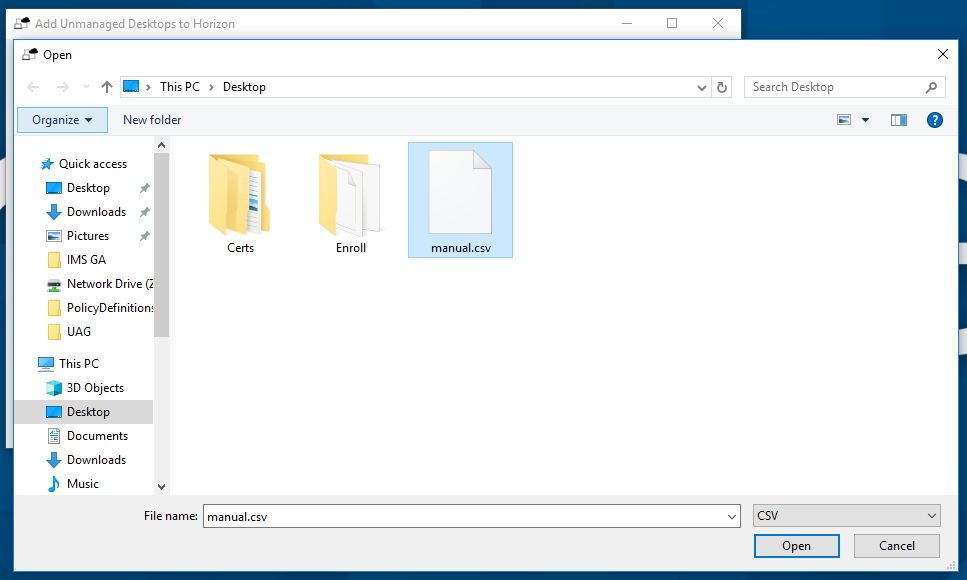 Add Unmanaged Desktops to Horizon
Open
This PC > Desktop
Search Desktop
Organize
New folder
Quick access
Desktop
Downloads
Pictures
IMS GA
Network Drive (Z
PolicyDefinitions
UAG
This PC
3D Objects
Desktop
Documents
Downloads
Music
Certs
Enroll
manual.csv
File name:
manual.csv
CSV
Open
Cancel